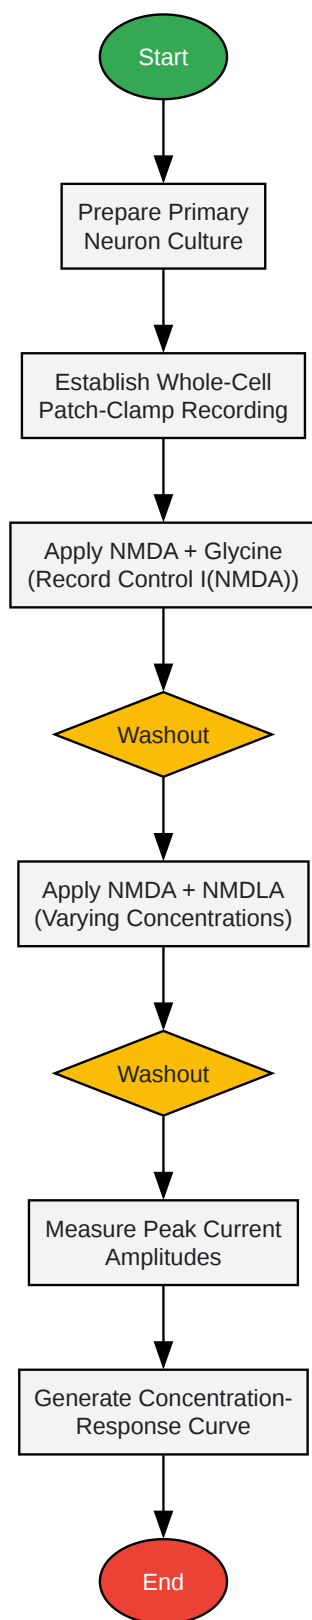 Start
Prepare Primary
Neuron Culture
Establish Whole-Cell
Patch-Clamp Recording
Apply NMDA + Glycine
(Record Control I(NMDA))
Washout
Apply NMDA + NMDLA
(Varying Concentrations)
Washout
Measure Peak Current
Amplitudes
Generate Concentration-
Response Curve
End